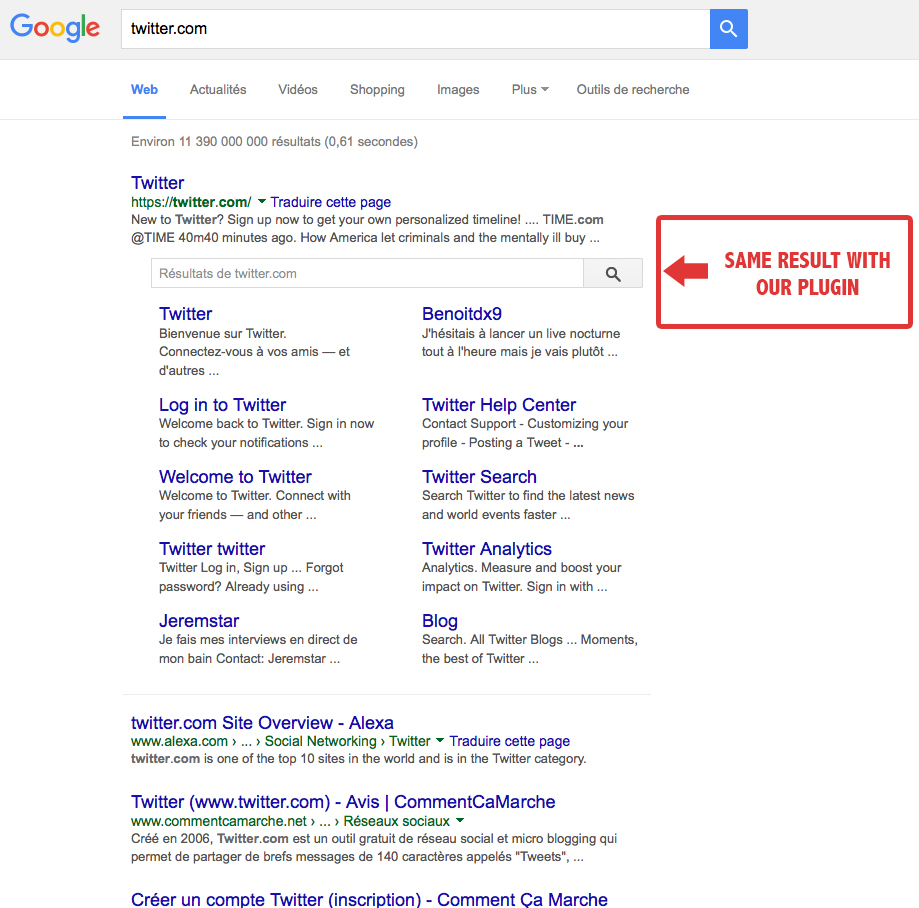 Google
twitter.com
Web Actualités Vidéos Shopping Images Plus Outils de recherche
Environ 11 390 000 000 résultats (0,61 secondes)
Twitter
https://twitter.com/ Traduire cette page
New to Twitter? Sign up now to get your own personalized timeline! .... TIME.com
@TIME 40m40 minutes ago. How America let criminals and the mentally ill buy ...
SAME RESULT WITH
OUR PLUGIN
Résultats de twitter.com
Twitter
Bienvenue sur Twitter.
Connectez-vous à vos amis — et
d'autres ...
Benoitdx9
J'hésitais à lancer un live nocturne
tout à l'heure mais je vais plutôt ...
Log in to Twitter
Welcome back to Twitter. Sign in now
to check your notifications ...
Twitter Help Center
Contact Support - Customizing your
profile - Posting a Tweet - ...
Welcome to Twitter
Welcome to Twitter. Connect with
your friends — and other ...
Twitter Search
Search Twitter to find the latest news
and world events faster ...
Twitter twitter
Twitter Log in, Sign up ... Forgot
password? Already using ...
Twitter Analytics
Analytics. Measure and boost your
impact on Twitter. Sign in with ...
Jeremstar
Je fais mes interviews en direct de
mon bain Contact: Jeremstar ...
Blog
Search. All Twitter Blogs ... Moments,
the best of Twitter ...
twitter.com Site Overview - Alexa
www.alexa.com › ... › Social Networking › Twitter Traduire cette page
twitter.com is one of the top 10 sites in the world and is in the Twitter category.
Twitter (www.twitter.com) - Avis | CommentCaMarche
www.commentcamarche.net › ... › Réseaux sociaux
Créé en 2006, Twitter.com est un outil gratuit de réseau social et micro blogging qui
permet de partager de brefs messages de 140 caractères appelés "Tweets", ...
Créer un compte Twitter (inscription) - Comment Ça Marche